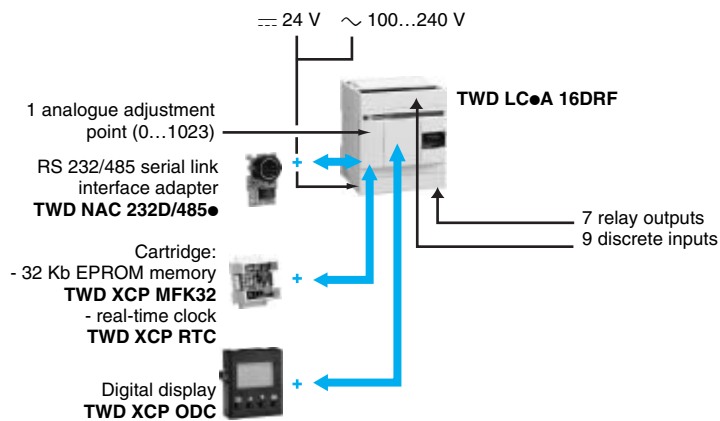 ⎓ 24 V ∼ 100...240 V
TWD LC●A 16DRF
1 analogue adjustment
point (0...1023)
RS 232/485 serial link
interface adapter
TWD NAC 232D/485●
7 relay outputs
9 discrete inputs
Cartridge:
- 32 Kb EPROM memory
TWD XCP MFK32
- real-time clock
TWD XCP RTC
Digital display
TWD XCP ODC